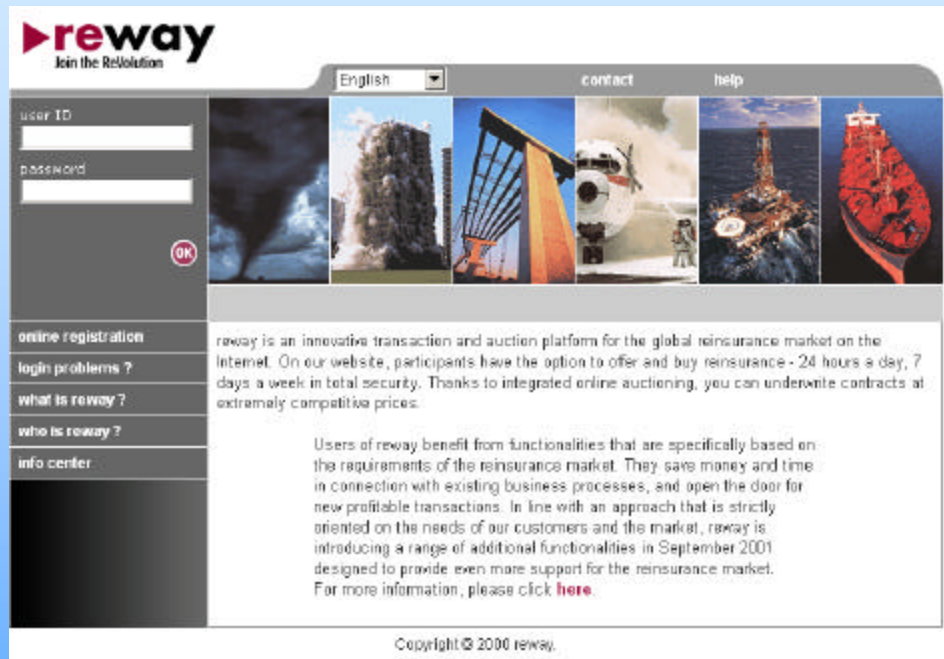 reway
Join the ReVolution
English
contact
help
user ID
password
OK
online registration
login problems ?
what is reway ?
who is reway ?
info center
reway is an innovative transaction and auction platform for the global reinsurance market on the
Internet. On our website, participants have the option to offer and buy reinsurance - 24 hours a day, 7
days a week in total security. Thanks to integrated online auctioning, you can underwrite contracts at
extremely competitive prices.
Users of reway benefit from functionalities that are specifically based on
the requirements of the reinsurance market. They save money and time
in connection with existing business processes, and open the door for
new profitable transactions. In line with an approach that is strictly
oriented on the needs of our customers and the market, reway is
introducing a range of additional functionalities in September 2001
designed to provide even more support for the reinsurance market.
For more information, please click here.
Copyright © 2000 reway.